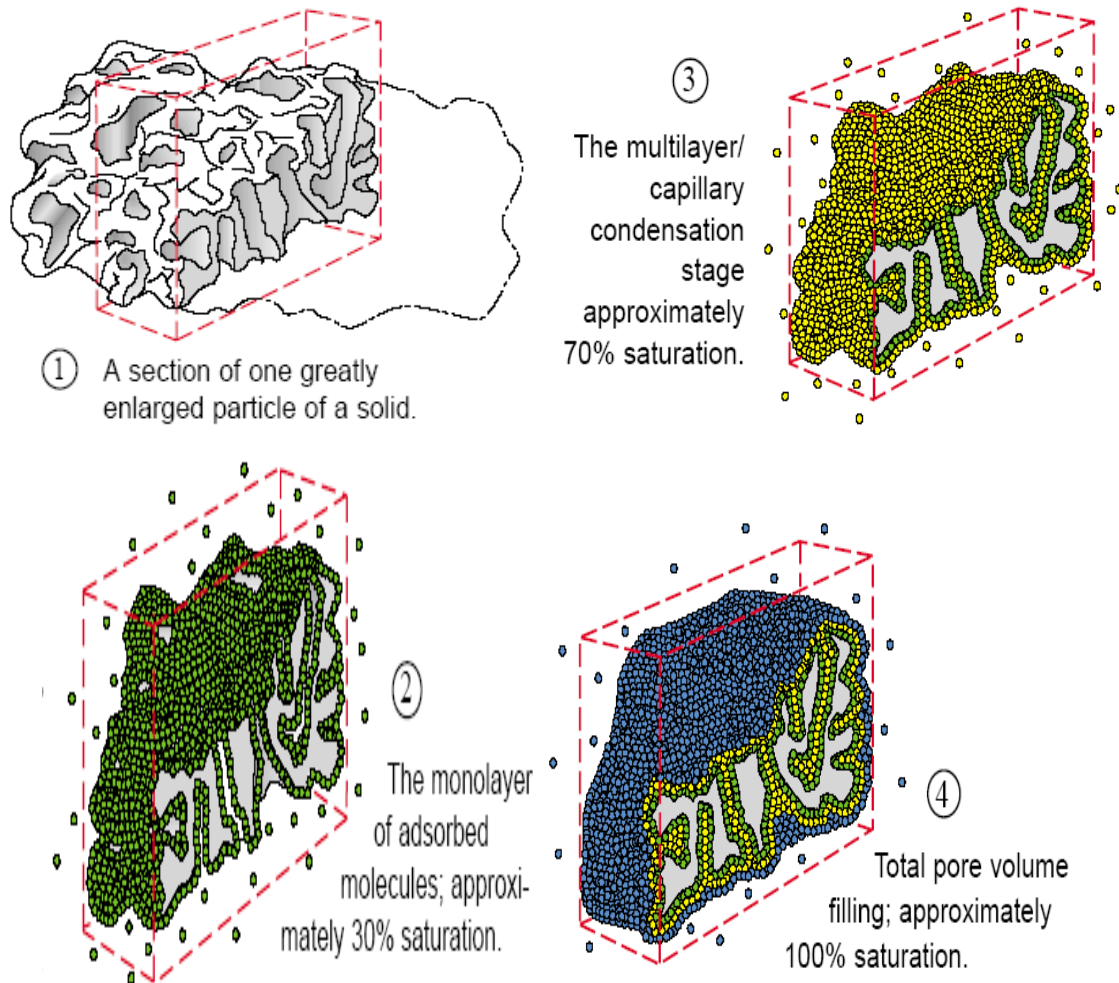 ① A section of one greatly
enlarged particle of a solid.
②
The monolayer
of adsorbed
molecules; approxi-
mately 30% saturation.
③
The multilayer/
capillary
condensation
stage
approximately
70% saturation.
④
Total pore volume
filling; approximately
100% saturation.